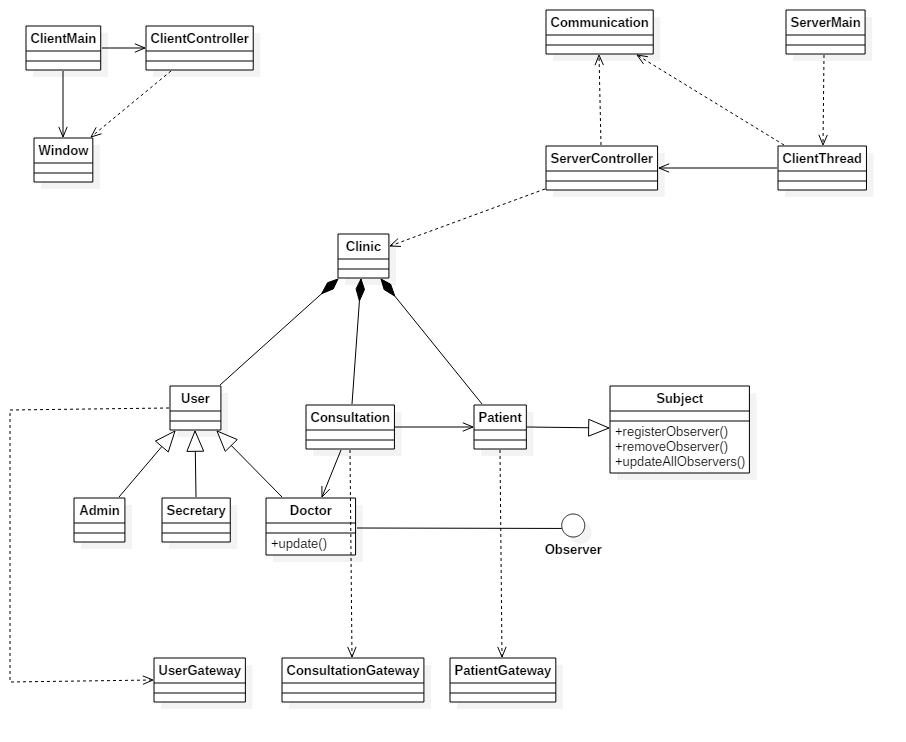 Communication
ServerMain
ClientMain
ClientController
Window
ServerController
ClientThread
Clinic
User
Consultation
Patient
Subject
+registerObserver()
+removeObserver()
+updateAllObservers()
Admin
Secretary
Doctor
+update()
Observer
UserGateway
ConsultationGateway
PatientGateway